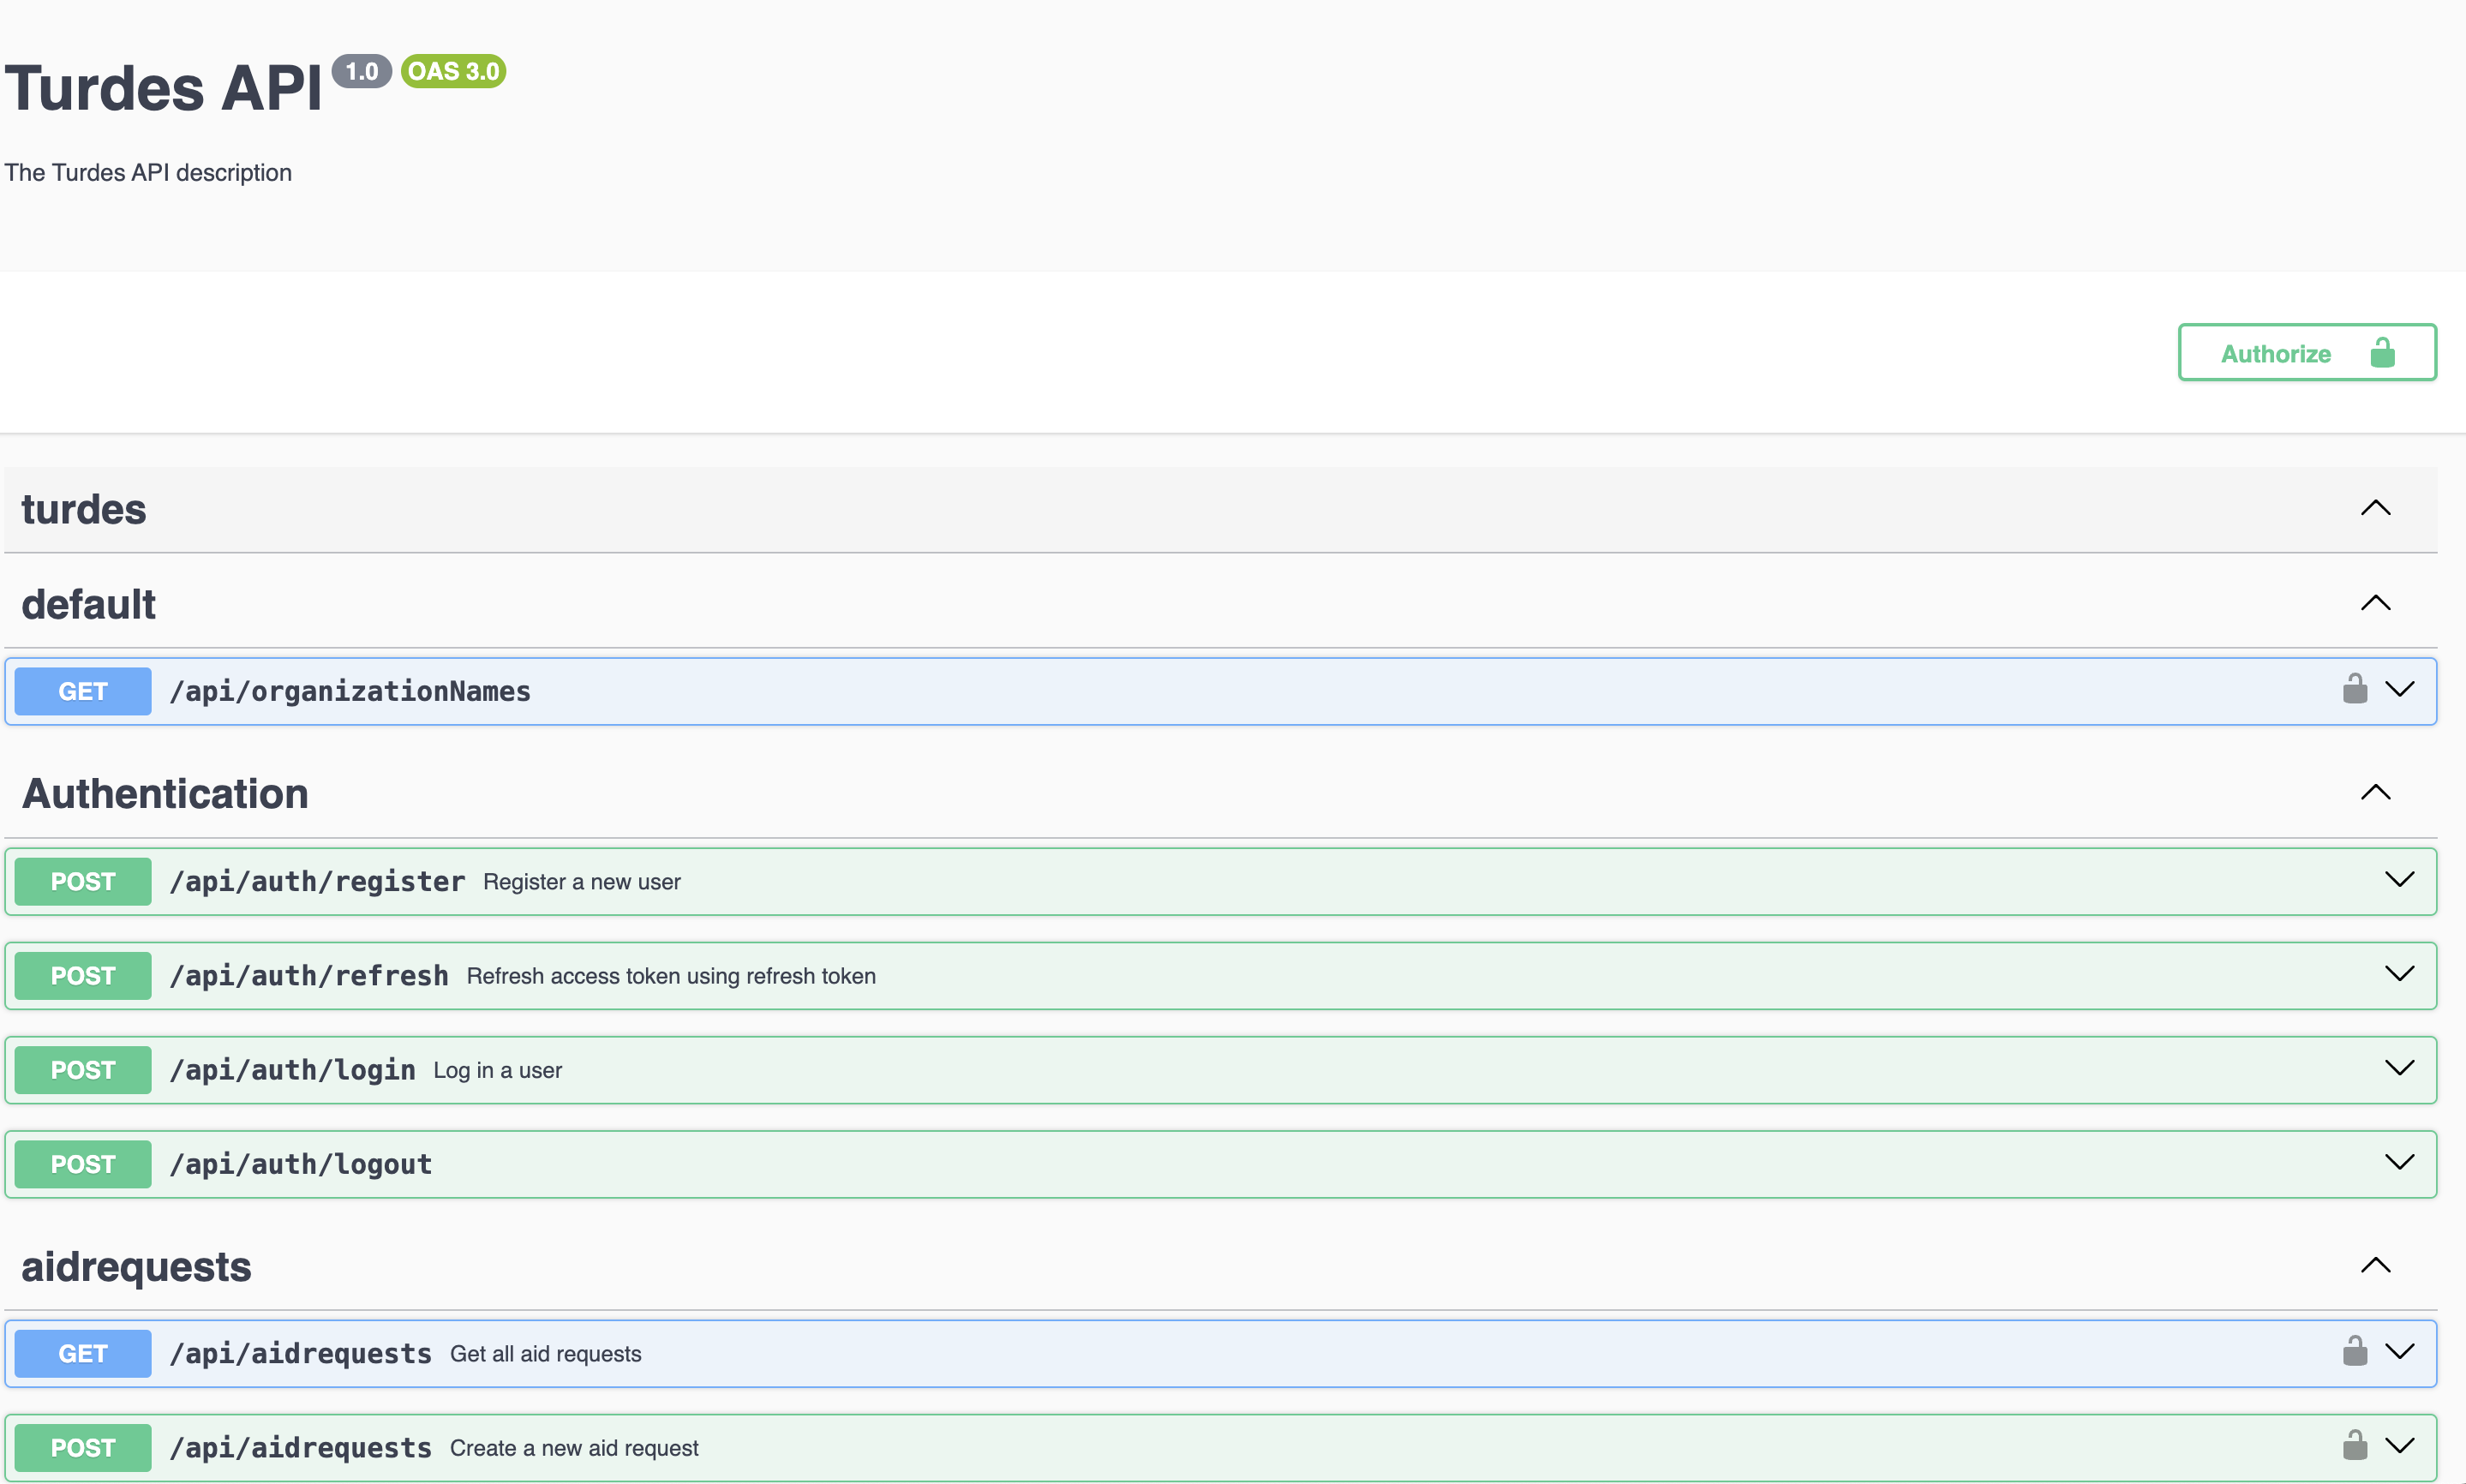 Turdes API 1.0 OAS 3.0
The Turdes API description
Authorize
turdes
default
GET /api/organizationNames
Authentication
POST /api/auth/register Register a new user
POST /api/auth/refresh Refresh access token using refresh token
POST /api/auth/login Log in a user
POST /api/auth/logout
aidrequests
GET /api/aidrequests Get all aid requests
POST /api/aidrequests Create a new aid request